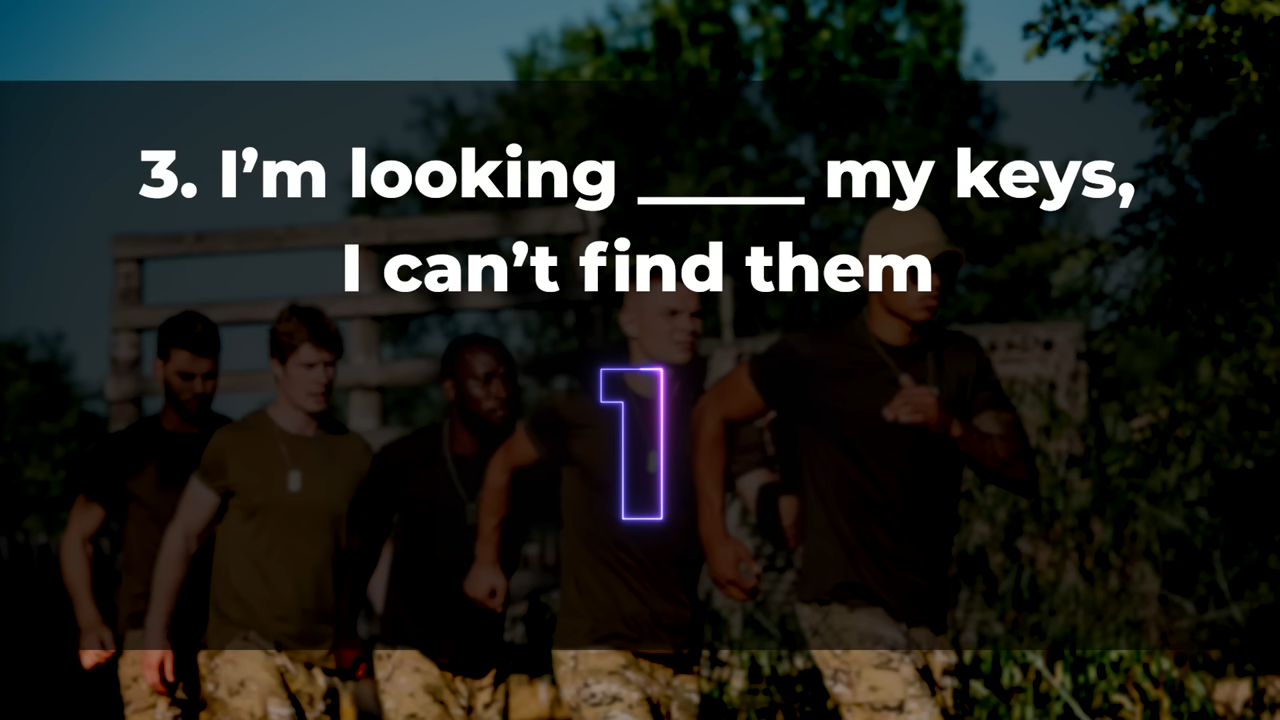 3. I’m looking _____ my keys,
I can’t find them
1